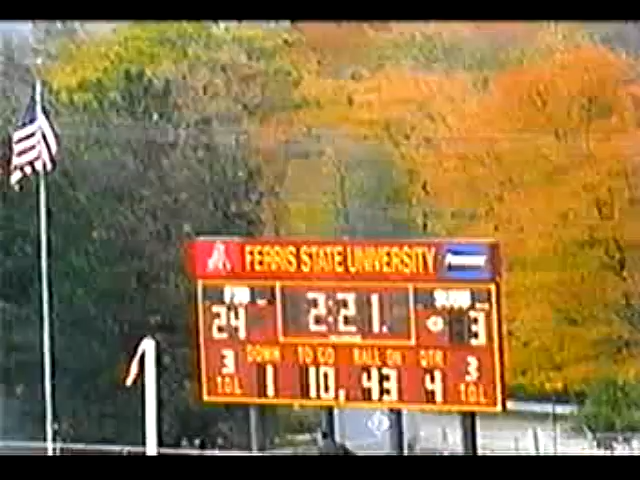 FERRIS STATE UNIVERSITY
FSU
24 2:21 3
3 DOWN TO GO BALL ON QTR 3
TOL 1 10 43 4 TOL